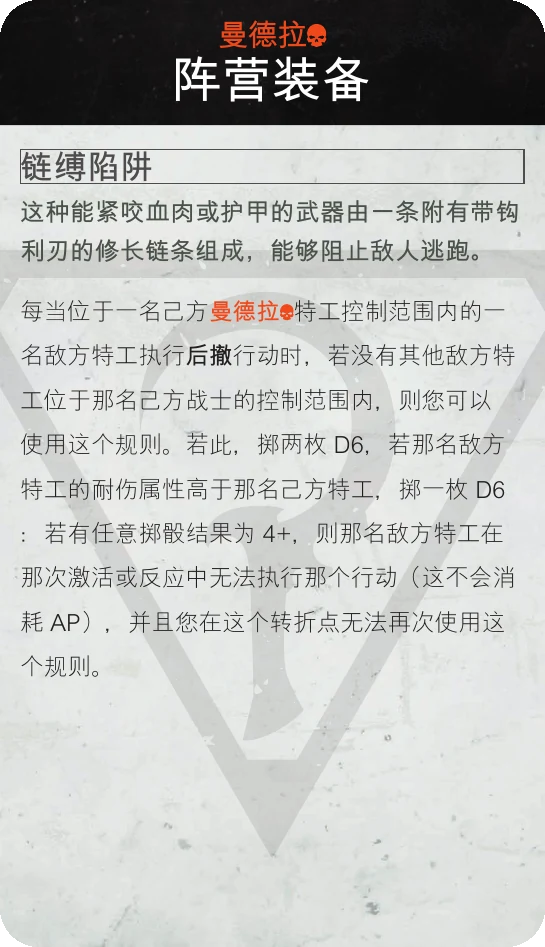 曼德拉
阵营装备
链缚陷阱
这种能紧咬血肉或护甲的武器由一条附有带钩
利刃的修长链条组成，能够阻止敌人逃跑。
每当位于一名己方曼德拉特工控制范围内的一
名敌方特工执行后撤行动时，若没有其他敌方特
工位于那名己方战士的控制范围内，则您可以
使用这个规则。若此，掷两枚 D6，若那名敌方
特工的耐伤属性高于那名己方特工，掷一枚 D6
：若有任意掷骰结果为 4+，则那名敌方特工在
那次激活或反应中无法执行那个行动（这不会消
耗 AP），并且您在这个转折点无法再次使用这
个规则。